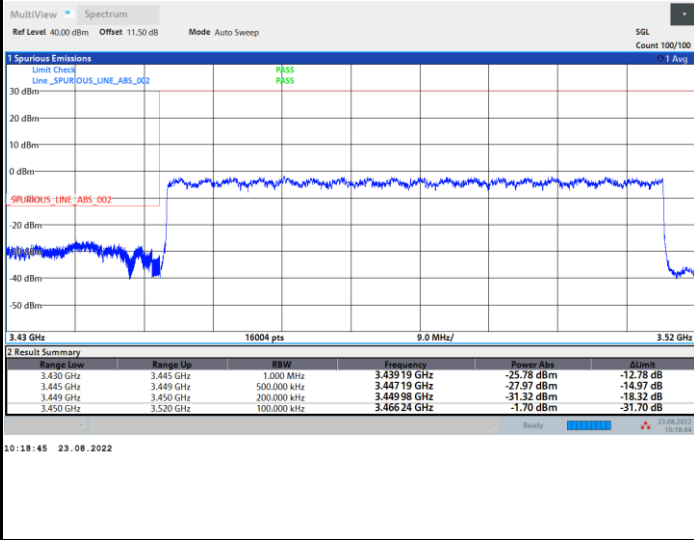 MultiView Spectrum
Ref Level 40.00 dBm Offset 11.50 dB Mode Auto Sweep SGL
Count 100/100
1 Spurious Emissions 1 Avg
Limit Check PASS
Line _SPURIOUS_LINE_ABS_002 PASS
30 dBm
20 dBm
10 dBm
0 dBm
_SPURIOUS_LINE_ABS_002
-20 dBm
-40 dBm
-50 dBm
3.43 GHz 16004 pts 9.0 MHz/ 3.52 GHz
2 Result Summary
Range Low Range Up RBW Frequency Power Abs ΔLimit
3.430 GHz 3.445 GHz 1.000 MHz 3.43919 GHz -25.78 dBm -12.78 dB
3.445 GHz 3.449 GHz 500.000 kHz 3.44719 GHz -27.97 dBm -14.97 dB
3.449 GHz 3.450 GHz 200.000 kHz 3.44998 GHz -31.32 dBm -18.32 dB
3.450 GHz 3.520 GHz 100.000 kHz 3.46624 GHz -1.70 dBm -31.70 dB
Ready 23.08.2022
10:18:44
10:18:45 23.08.2022